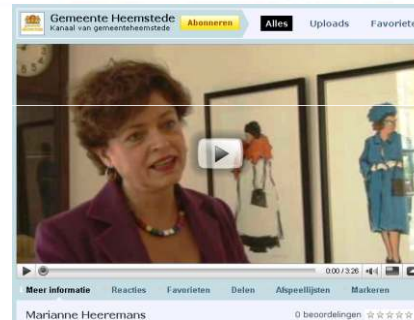 Gemeente Heemstede
Kanaal van gemeenteheemstede
Abonneren
Alles
Uploads
Favoriete
0:00 / 3:26
Meer informatie
Reacties
Favorieten
Delen
Afspeellijsten
Markeren
Marianne Heeremans
0 beoordelingen